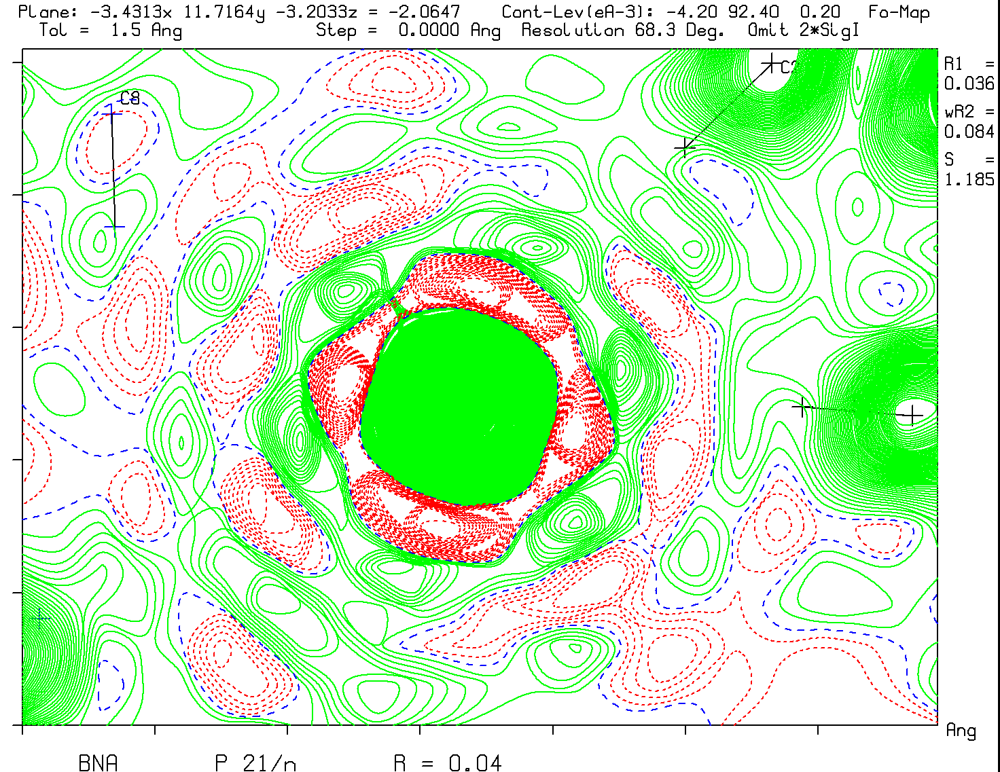 Plane: -3.4313x 11.7164y -3.2033z = -2.0647 Cont-Lev(eA-3): -4.20 92.40 0.20 Fo-Map
Tol = 1.5 Ang Step = 0.0000 Ang Resolution 68.3 Deg. Omit 2*SigI
R1 =
0.036
wR2 =
0.084
S =
1.185
C8
Ang
BNA P 21/n R = 0.04